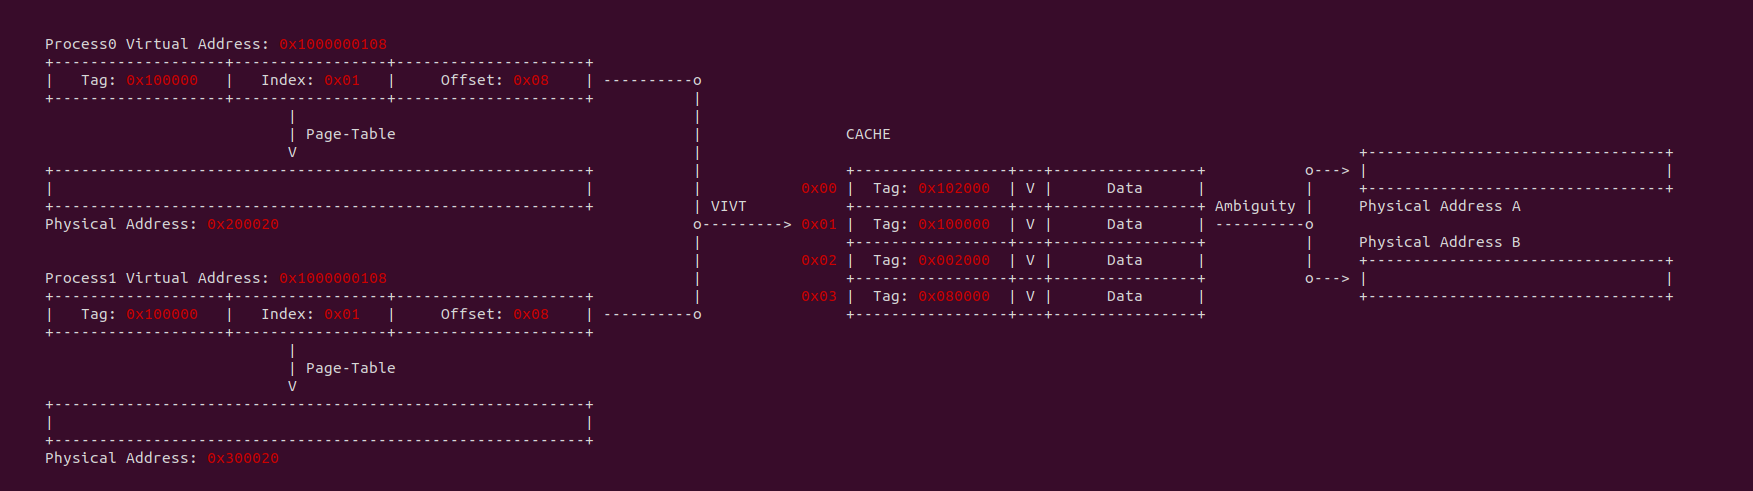 Process0 Virtual Address: 0x1000000108
Tag: 0x100000 | Index: 0x01 | Offset: 0x08
Page-Table
V
Physical Address: 0x200020
Process1 Virtual Address: 0x1000000108
Tag: 0x100000 | Index: 0x01 | Offset: 0x08
Page-Table
V
Physical Address: 0x300020
VIVT
CACHE
0x00 | Tag: 0x102000 | V | Data
0x01 | Tag: 0x100000 | V | Data
0x02 | Tag: 0x002000 | V | Data
0x03 | Tag: 0x080000 | V | Data
Ambiguity
Physical Address A
Physical Address B